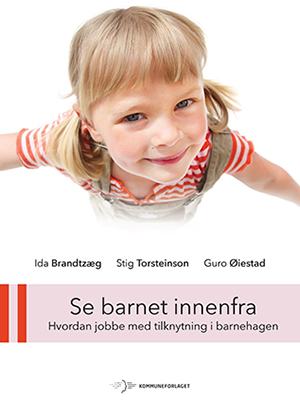 Ida Brandtzæg Stig Torsteinson Guro Øiestad
Se barnet innenfra
Hvordan jobbe med tilknytning i barnehagen
KOMMUNEFORLAGET